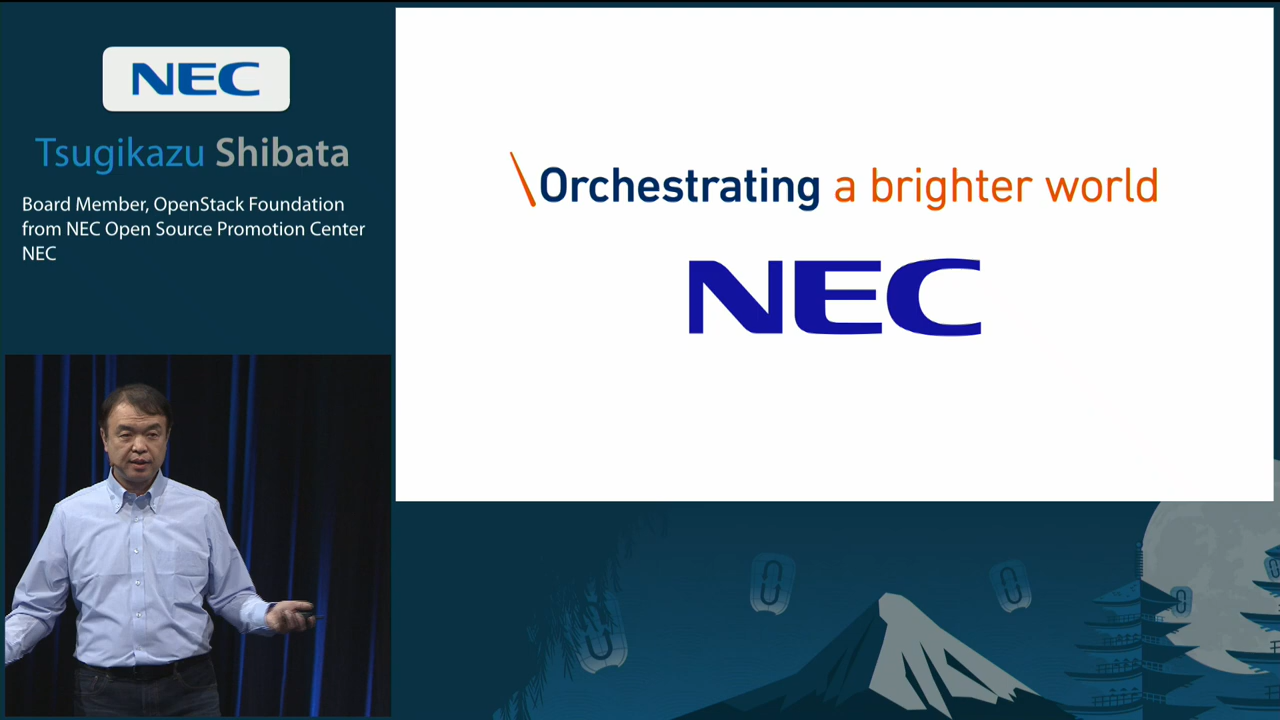 NEC
Tsugikazu Shibata
Board Member, OpenStack Foundation
from NEC Open Source Promotion Center
NEC
\Orchestrating a brighter world
NEC